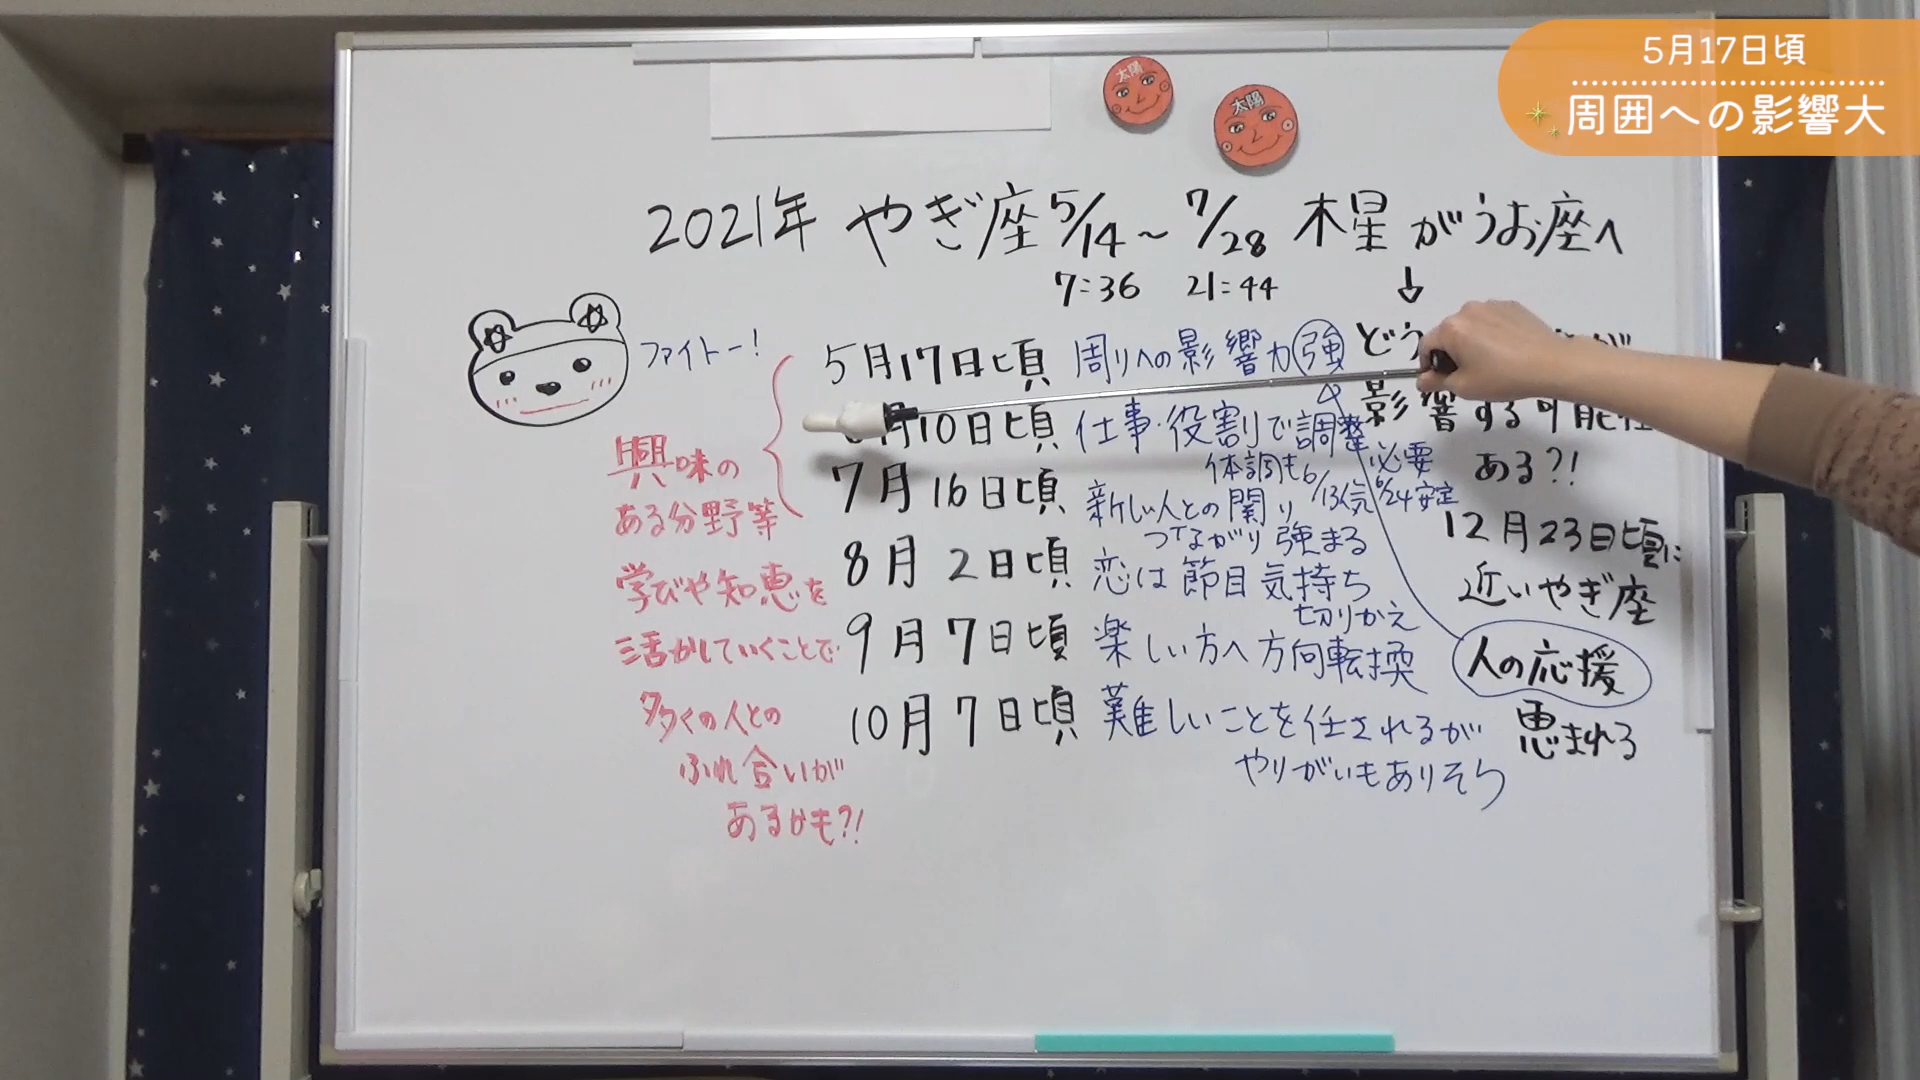 5月17日頃
周囲への影響大
太陽
太陽
2021年 やぎ座 5/14~7/28 木星がうお座へ
7:36 21:44
↓
ファイトー!
5月17日頃 周りへの影響力強
月10日頃 仕事・役割で調整必要
体調も 6/13人気 6/24安定
7月16日頃 新しい人との関り
つながり強まる
8月2日頃 恋は節目 気持ち
切りかえ
9月7日頃 楽しい方へ方向転換
10月7日頃 難しいことを任されるが
やりがいもありそう
興味の
ある分野等
学びや知恵を
活かしていくことで
多くの人との
ふれ合いが
あるかも?!
どう
影響する可能性
ある?!
12月23日頃に
近いやぎ座
人の応援
恵まれる